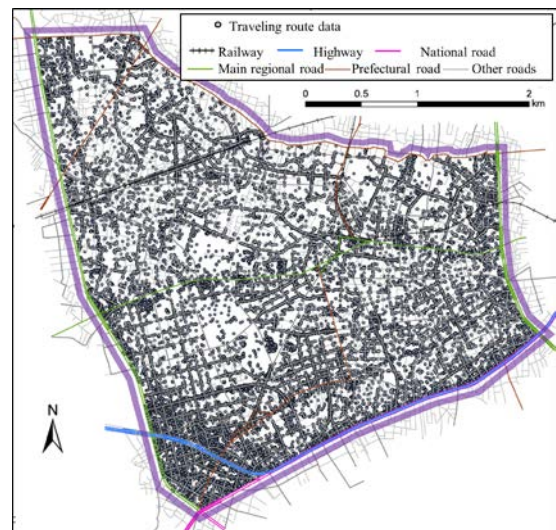 Traveling route data
Railway Highway National road
Main regional road Prefectural road Other roads
0 0.5 1 2
km
N